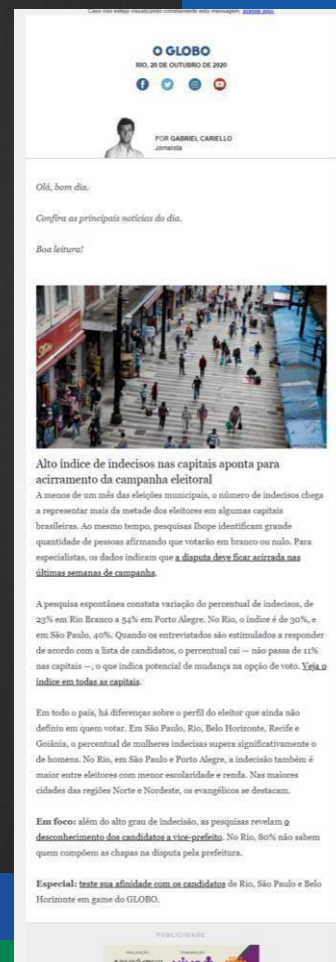 Caso não esteja visualizando corretamente esta mensagem, acesse aqui.
O GLOBO
RIO, 20 DE OUTUBRO DE 2020
POR GABRIEL CARIELLO
Jornalista
Olá, bom dia.
Confira as principais notícias do dia.
Boa leitura!
Alto índice de indecisos nas capitais aponta para
acirramento da campanha eleitoral
A menos de um mês das eleições municipais, o número de indecisos chega
a representar mais da metade dos eleitores em algumas capitais
brasileiras. Ao mesmo tempo, pesquisas Ibope identificam grande
quantidade de pessoas afirmando que votarão em branco ou nulo. Para
especialistas, os dados indicam que a disputa deve ficar acirrada nas
últimas semanas de campanha.
A pesquisa espontânea constata variação do percentual de indecisos, de
23% em Rio Branco a 54% em Porto Alegre. No Rio, o índice é de 30%, e
em São Paulo, 40%. Quando os entrevistados são estimulados a responder
de acordo com a lista de candidatos, o percentual cai — não passa de 11%
nas capitais —, o que indica potencial de mudança na opção de voto. Veja o
índice em todas as capitais.
Em todo o país, há diferenças sobre o perfil do eleitor que ainda não
definiu em quem votar. Em São Paulo, Rio, Belo Horizonte, Recife e
Goiânia, o percentual de mulheres indecisas supera significativamente o
de homens. No Rio, em São Paulo e Porto Alegre, a indecisão também é
maior entre eleitores com menor escolaridade e renda. Nas maiores
cidades das regiões Norte e Nordeste, os evangélicos se destacam.
Em foco: além do alto grau de indecisão, as pesquisas revelam o
desconhecimento dos candidatos a vice-prefeito. No Rio, 80% não sabem
quem compõem as chapas na disputa pela prefeitura.
Especial: teste sua afinidade com os candidatos de Rio, São Paulo e Belo
Horizonte em game do GLOBO.
PUBLICIDADE